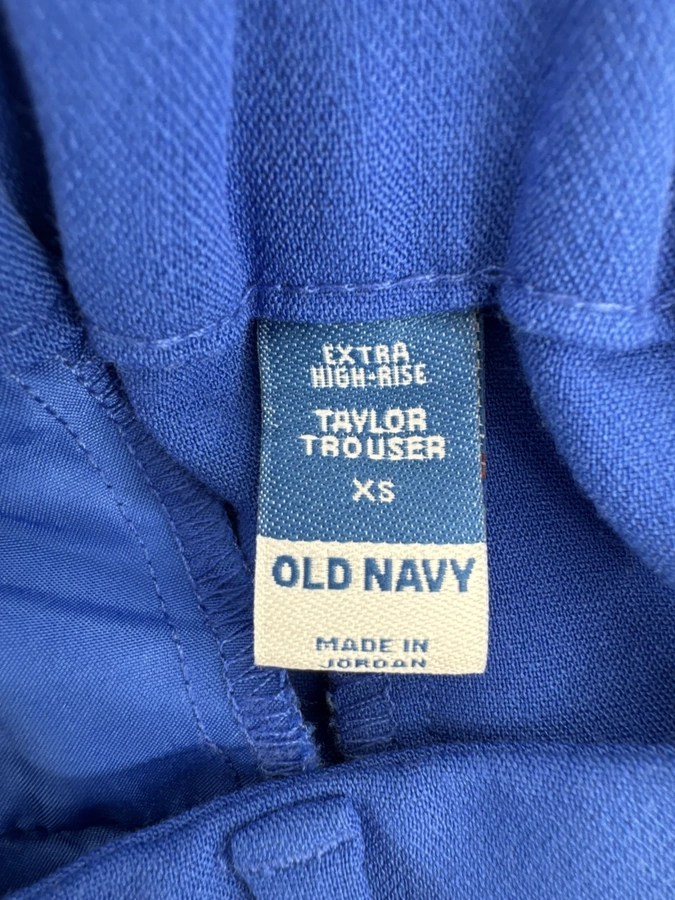 EXTRA
HIGH-RISE
TAYLOR
TROUSER
XS
OLD NAVY
MADE IN
JORDAN